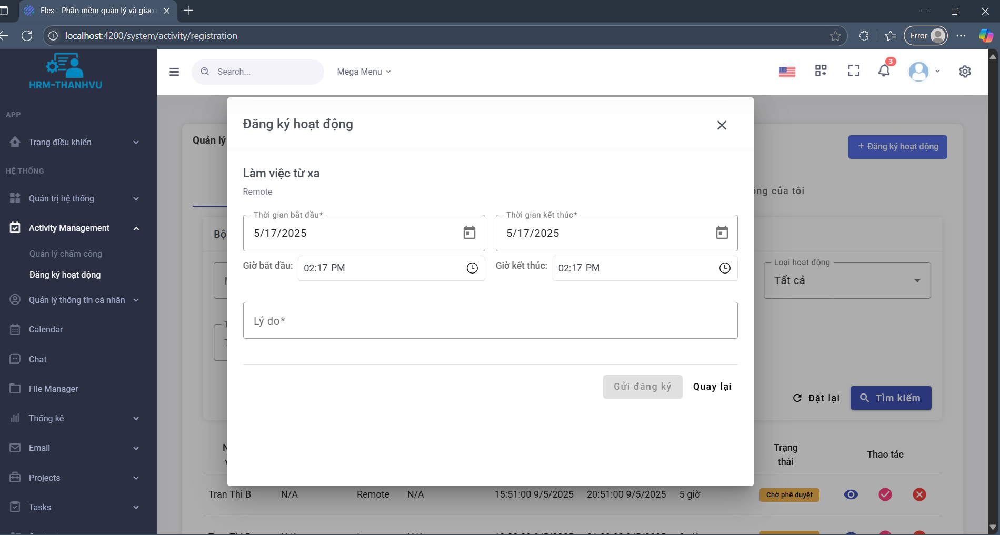 Flex - Phần mềm quản lý và giao
localhost:4200/system/activity/registration
Error
HRM-THANHVU
Search...
Mega Menu
3
APP
Trang điều khiển
HỆ THỐNG
Quản trị hệ thống
Activity Management
Quản lý chấm công
Đăng ký hoạt động
Quản lý thông tin cá nhân
Calendar
Chat
File Manager
Thống kê
Email
Projects
Tasks
Quản lý
+ Đăng ký hoạt động
của tôi
Bộ
Đăng ký hoạt động
Làm việc từ xa
Remote
Thời gian bắt đầu*
5/17/2025
Thời gian kết thúc*
5/17/2025
Giờ bắt đầu:
02:17 PM
Giờ kết thúc:
02:17 PM
Lý do*
Gửi đăng ký
Quay lại
Loại hoạt động
Tất cả
Đặt lại
Tìm kiếm
Trạng
thái
Thao tác
Tran Thi B
N/A
Remote
N/A
15:51:00 9/5/2025
20:51:00 9/5/2025
5 giờ
Chờ phê duyệt